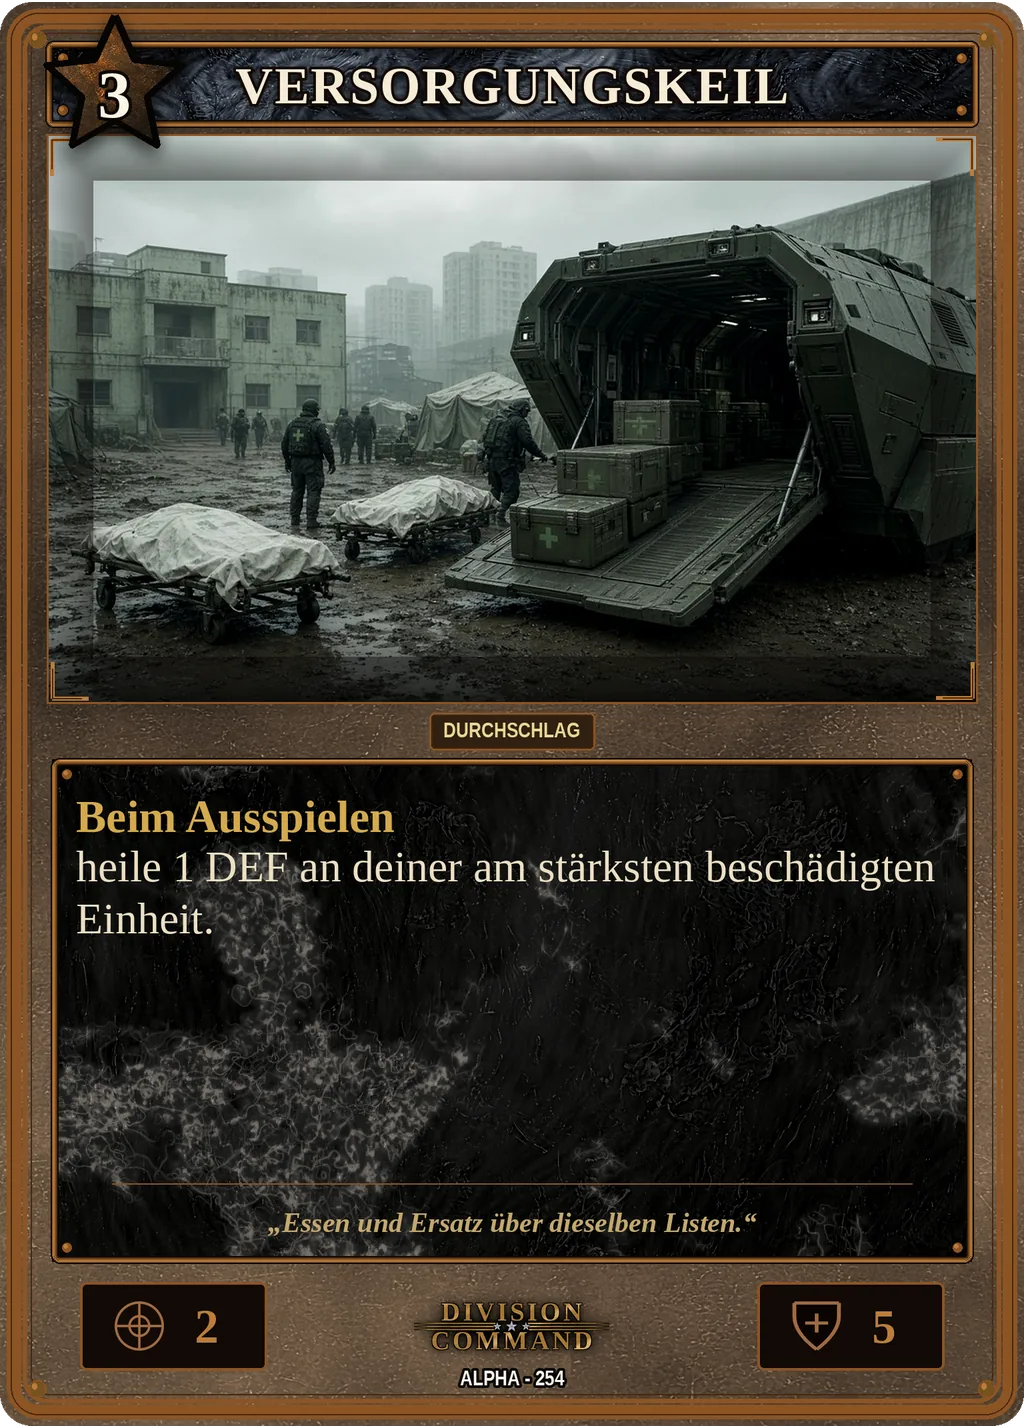 3
VERSORGUNGSKEIL
DURCHSCHLAG
Beim Ausspielen
heile 1 DEF an deiner am stärksten beschädigten
Einheit.
„Essen und Ersatz über dieselben Listen.“
2
DIVISION
COMMAND
5
ALPHA - 254